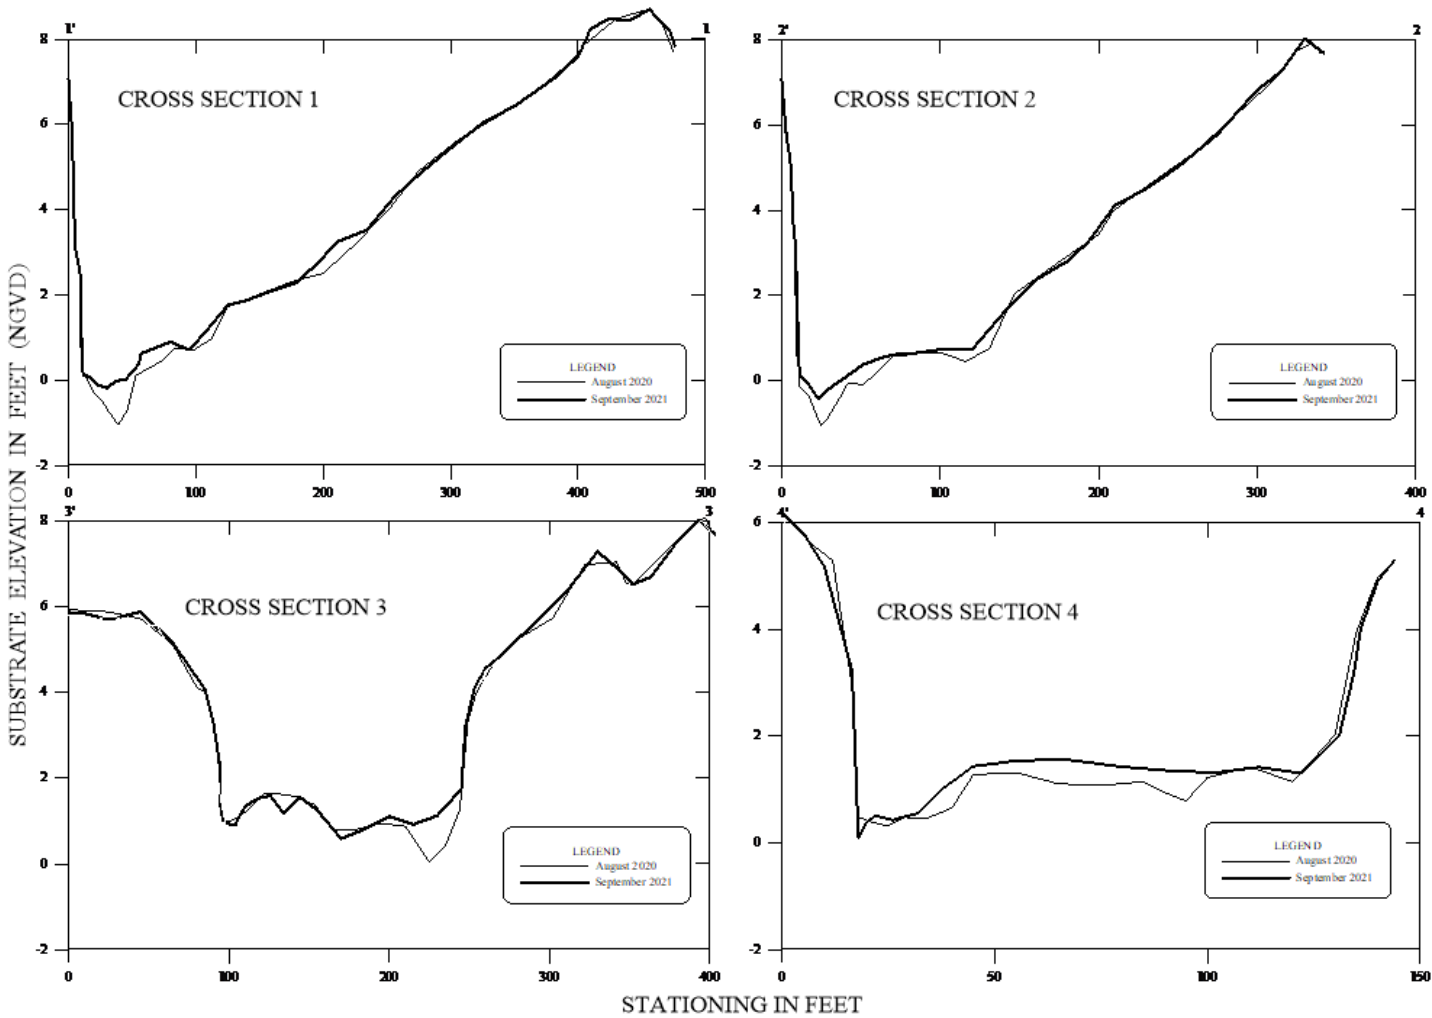 1'
1
8
CROSS SECTION 1
6
4
2
0
-2
LEGEND
August 2020
September 2021
0
100
200
300
400
500
2'
2
8
CROSS SECTION 2
6
4
2
0
-2
LEGEND
August 2020
September 2021
0
100
200
300
400
3'
3
8
CROSS SECTION 3
6
4
2
0
-2
LEGEND
August 2020
September 2021
0
100
200
300
400
4'
4
6
CROSS SECTION 4
4
2
0
-2
LEGEND
August 2020
September 2021
0
50
100
150
SUBSTRATE ELEVATION IN FEET (NGVD)
STATIONING IN FEET